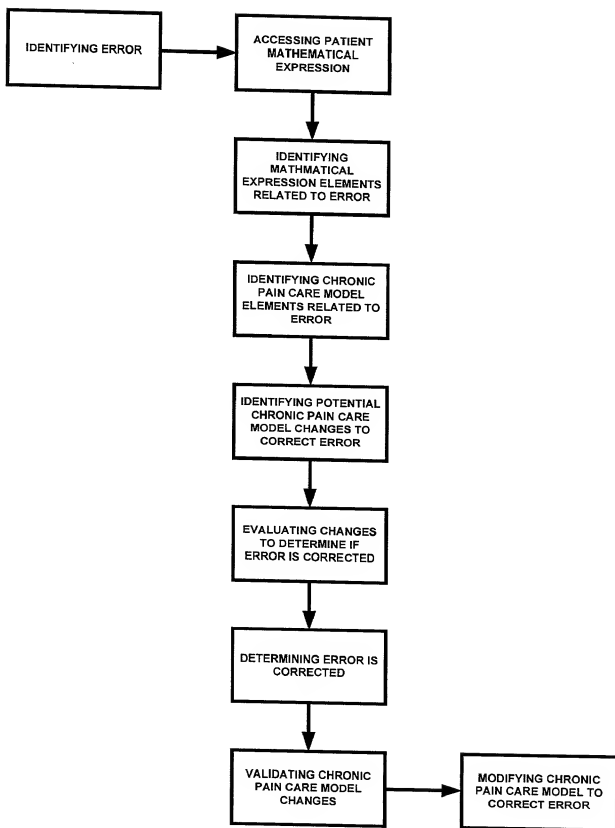 IDENTIFYING ERROR
ACCESSING PATIENT
MATHEMATICAL
EXPRESSION
IDENTIFYING
MATHMATICAL
EXPRESSION ELEMENTS
RELATED TO ERROR
IDENTIFYING CHRONIC
PAIN CARE MODEL
ELEMENTS RELATED TO
ERROR
IDENTIFYING POTENTIAL
CHRONIC PAIN CARE
MODEL CHANGES TO
CORRECT ERROR
EVALUATING CHANGES
TO DETERMINE IF
ERROR IS CORRECTED
DETERMINING ERROR IS
CORRECTED
VALIDATING CHRONIC
PAIN CARE MODEL
CHANGES
MODIFYING CHRONIC
PAIN CARE MODEL TO
CORRECT ERROR